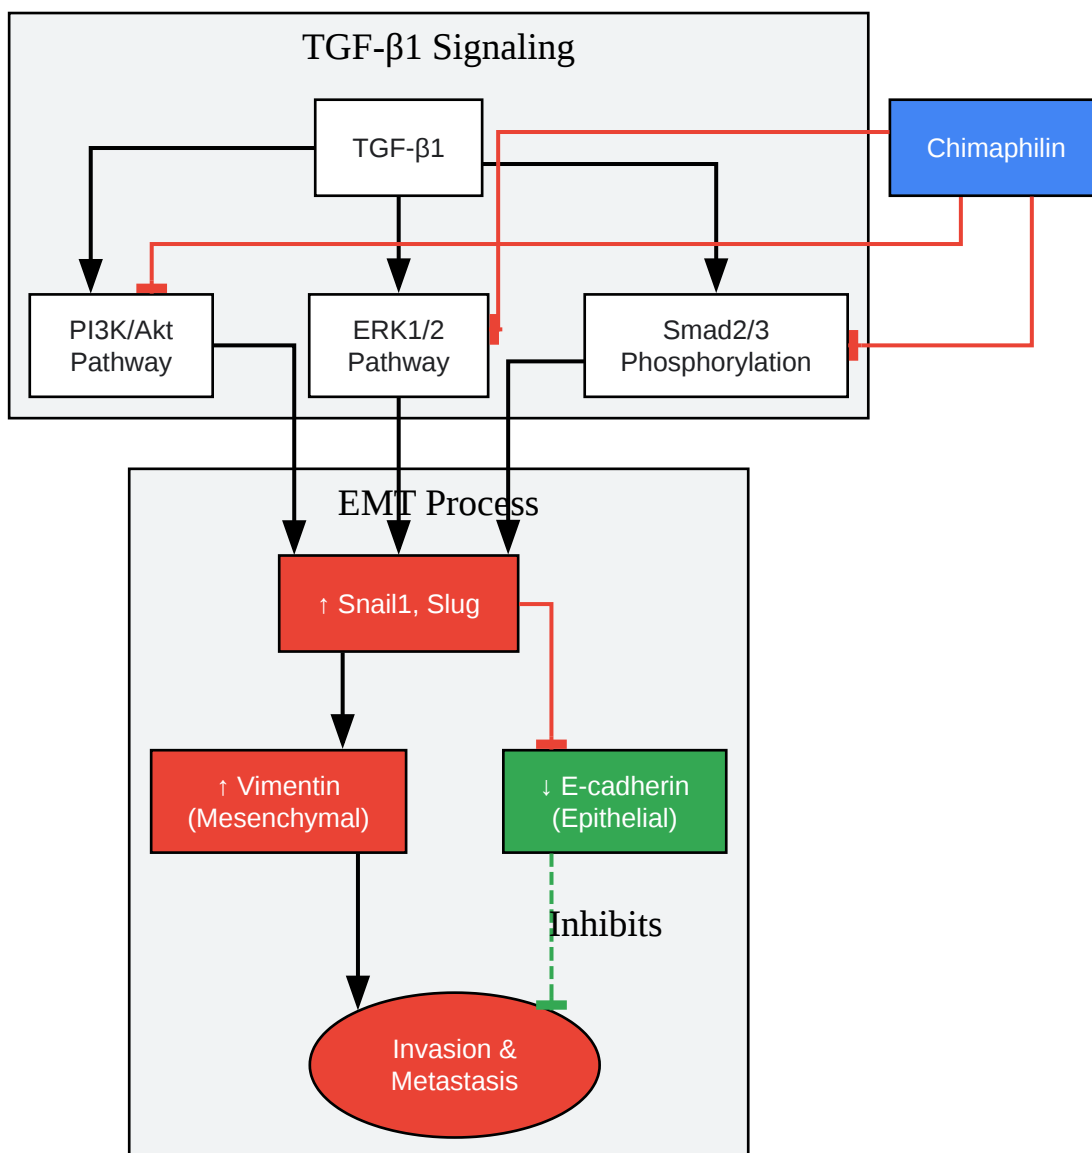 TGF-β1 Signaling
TGF-β1
Chimaphilin
PI3K/Akt
Pathway
ERK1/2
Pathway
Smad2/3
Phosphorylation
EMT Process
↑ Snail1, Slug
↑ Vimentin
(Mesenchymal)
↓ E-cadherin
(Epithelial)
Inhibits
Invasion &
Metastasis